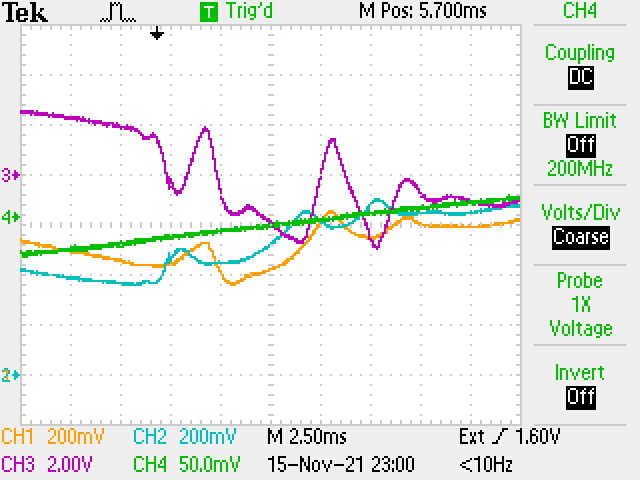 Tek T Trig'd M Pos: 5.700ms CH4
Coupling
DC
BW Limit
Off
200MHz
Volts/Div
Coarse
Probe
1X
Voltage
Invert
Off
3
4
2
CH1 200mV CH2 200mV M 2.50ms Ext 1.60V
CH3 2.00V CH4 50.0mV 15-Nov-21 23:00 <10Hz